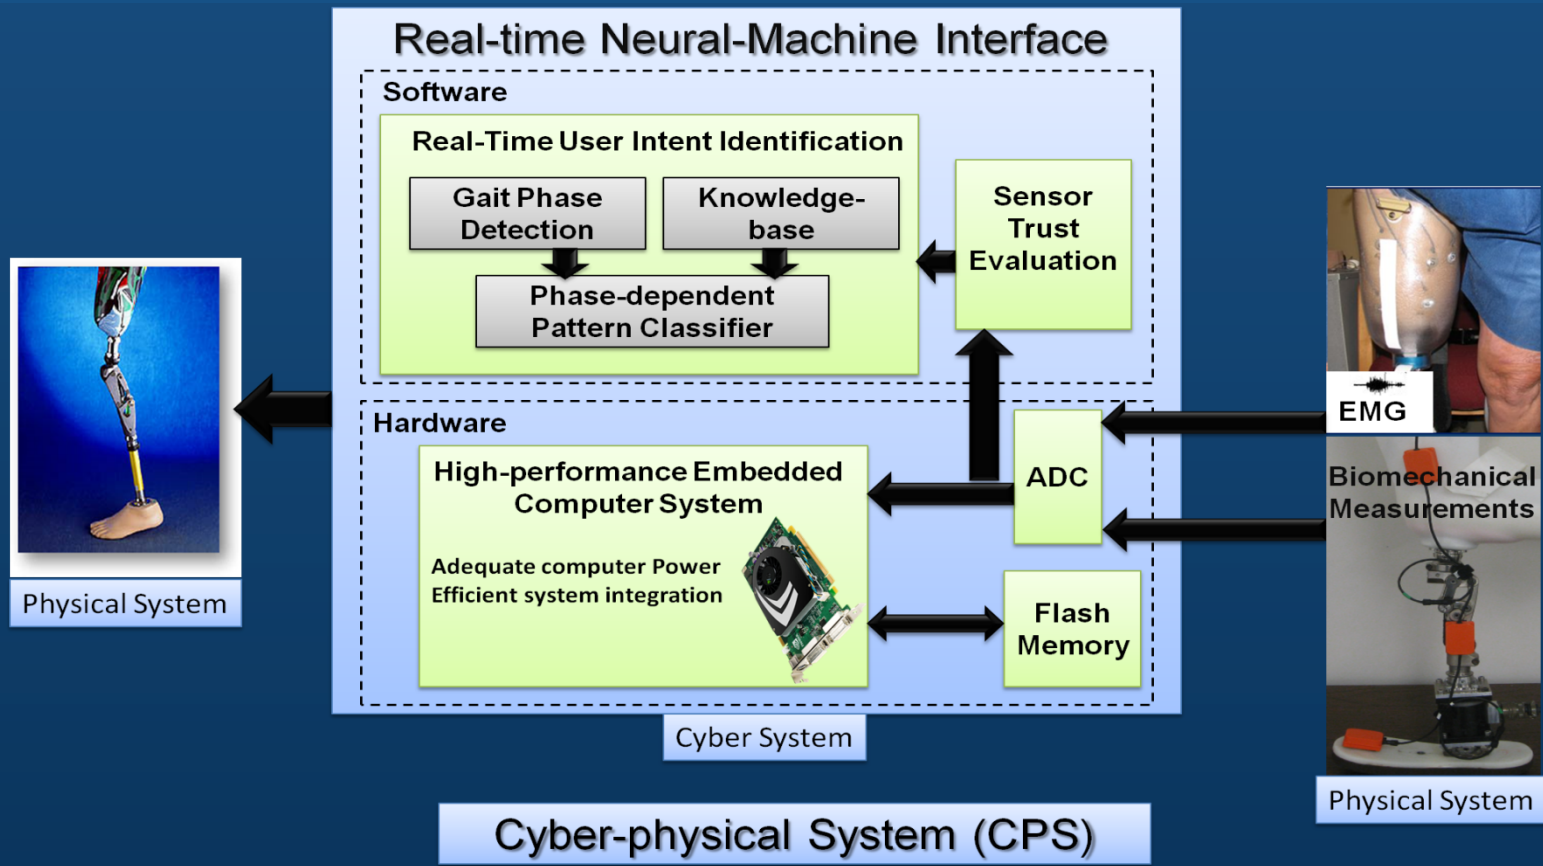 Real-time Neural-Machine Interface
Software
Real-Time User Intent Identification
Gait Phase
Detection
Knowledge-
base
Phase-dependent
Pattern Classifier
Sensor
Trust
Evaluation
Hardware
High-performance Embedded
Computer System
Adequate computer Power
Efficient system integration
ADC
Flash
Memory
Cyber System
Physical System
EMG
Biomechanical
Measurements
Physical System
Cyber-physical System (CPS)